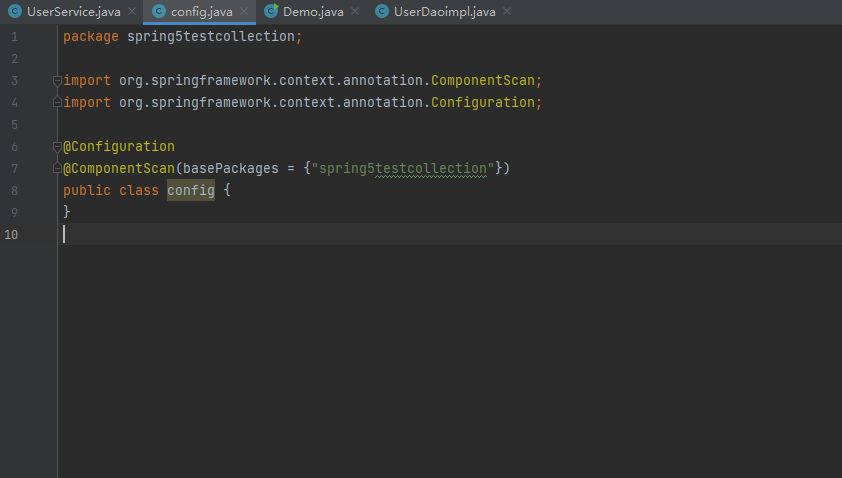 UserService.java config.java Demo.java UserDaoimpl.java
1 package spring5testcollection;
2
3 import org.springframework.context.annotation.ComponentScan;
4 import org.springframework.context.annotation.Configuration;
5
6 @Configuration
7 @ComponentScan(basePackages = {"spring5testcollection"})
8 public class config {
9 }
10